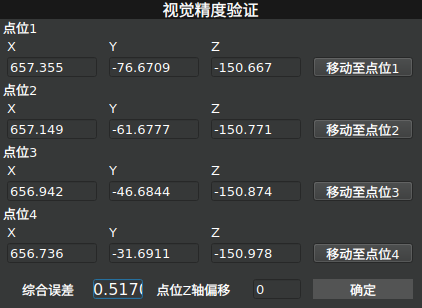 视觉精度验证
点位1
X Y Z
657.355 -76.6709 -150.667 移动至点位1
点位2
X Y Z
657.149 -61.6777 -150.771 移动至点位2
点位3
X Y Z
656.942 -46.6844 -150.874 移动至点位3
点位4
X Y Z
656.736 -31.6911 -150.978 移动至点位4
综合误差 0.5170 点位Z轴偏移 0 确定